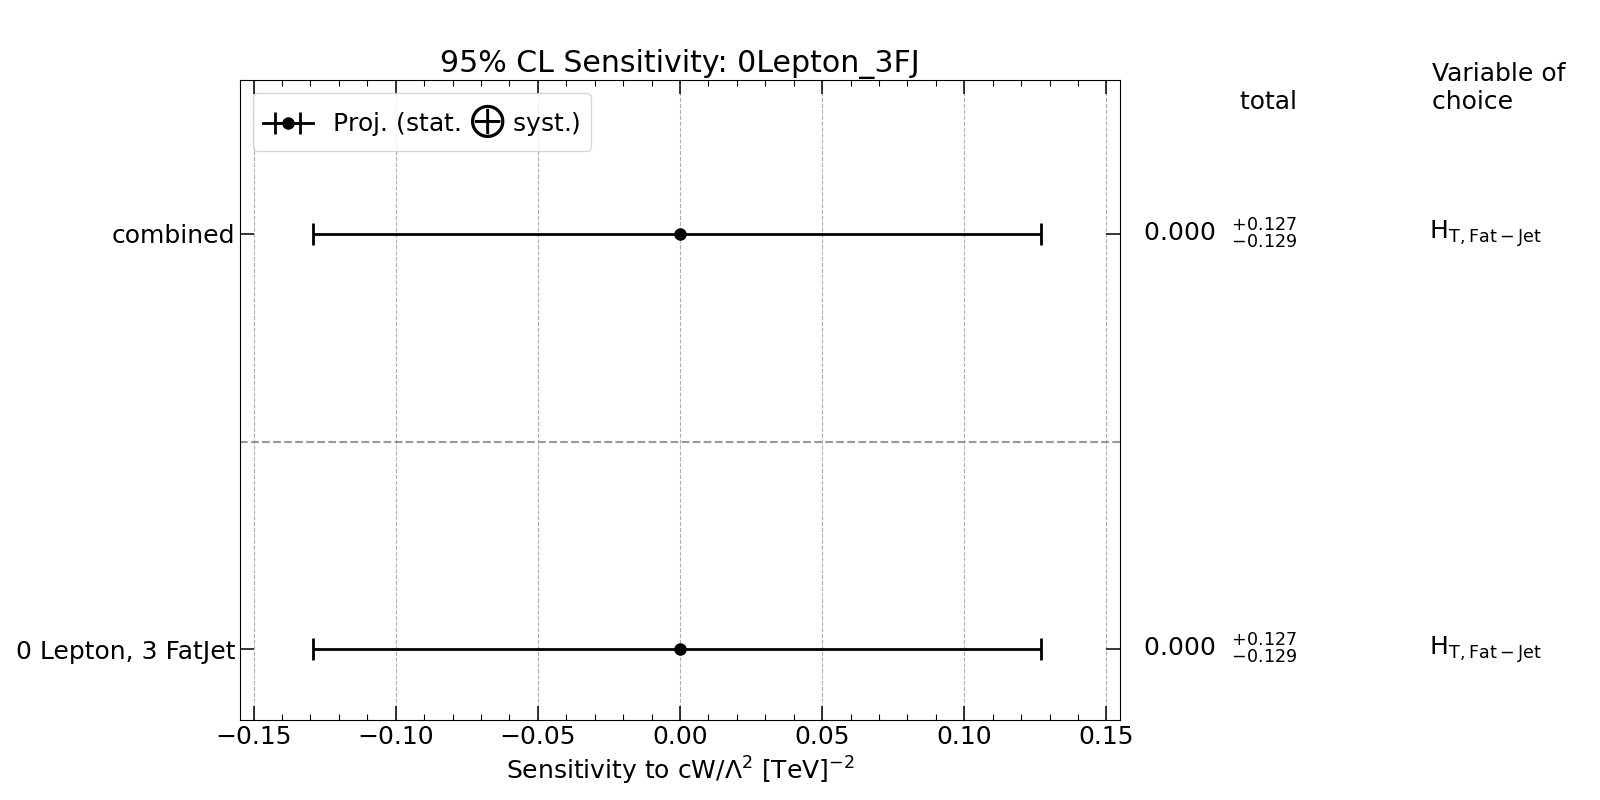 95% CL Sensitivity: 0Lepton_3FJ
total
Variable of
choice
Proj. (stat. ⊕ syst.)
combined
0.000 +0.127 −0.129
H_T, Fat − Jet
0 Lepton, 3 FatJet
0.000 +0.127 −0.129
H_T, Fat − Jet
−0.15 −0.10 −0.05 0.00 0.05 0.10 0.15
Sensitivity to cW/Λ² [TeV]⁻²